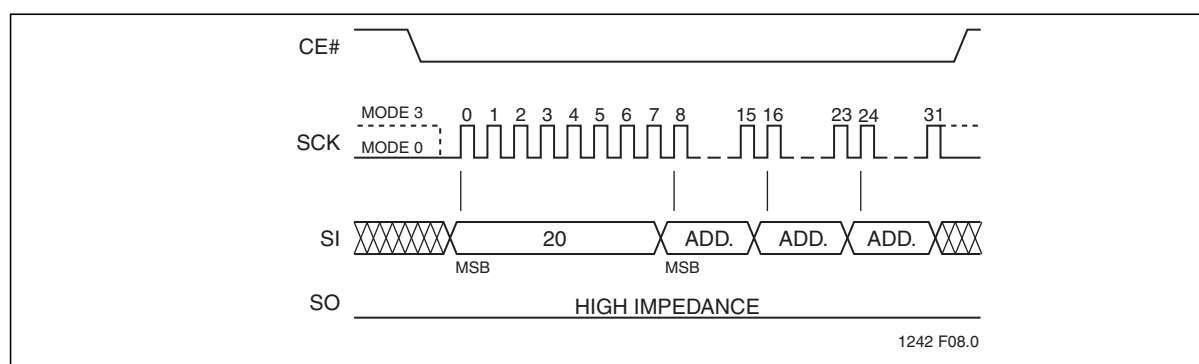 CE#
MODE 3
0 1 2 3 4 5 6 7 8 15 16 23 24 31
SCK
MODE 0
SI
20 ADD. ADD. ADD.
MSB MSB
SO
HIGH IMPEDANCE
1242 F08.0